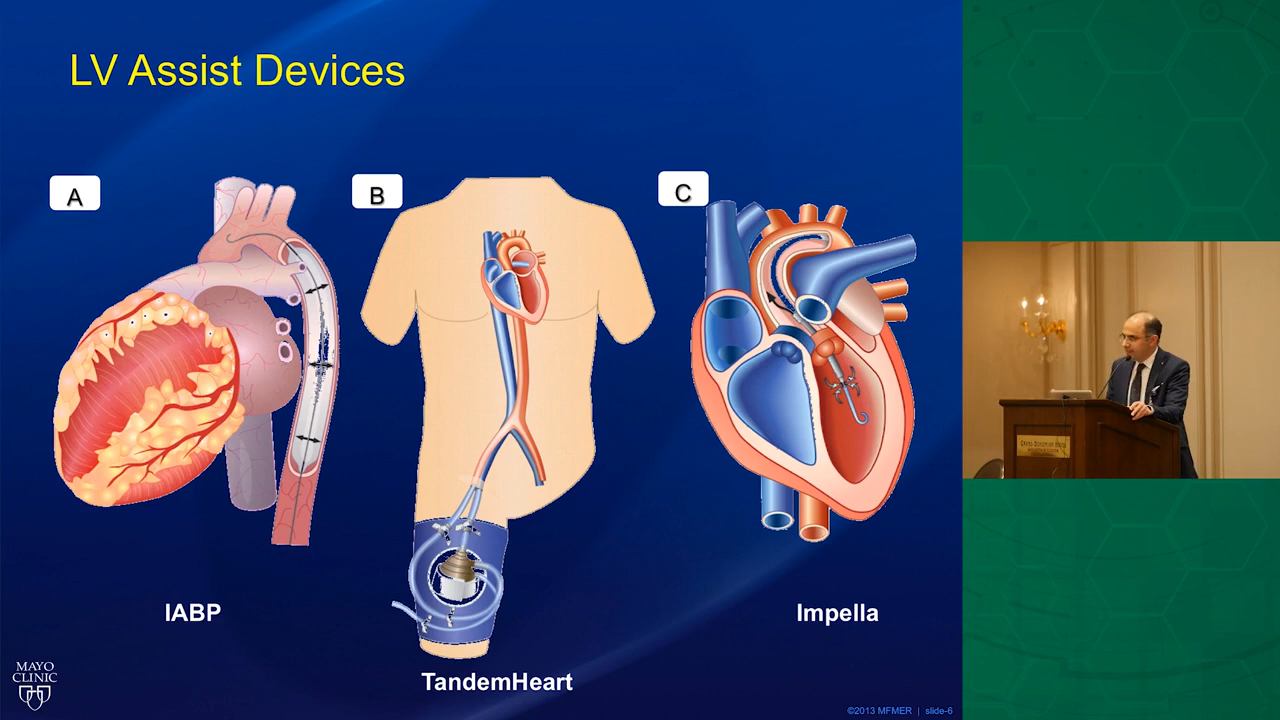 LV Assist Devices
A
B
C
IABP
Impella
TandemHeart
MAYO
CLINIC
©2013 MFMER | slide-6